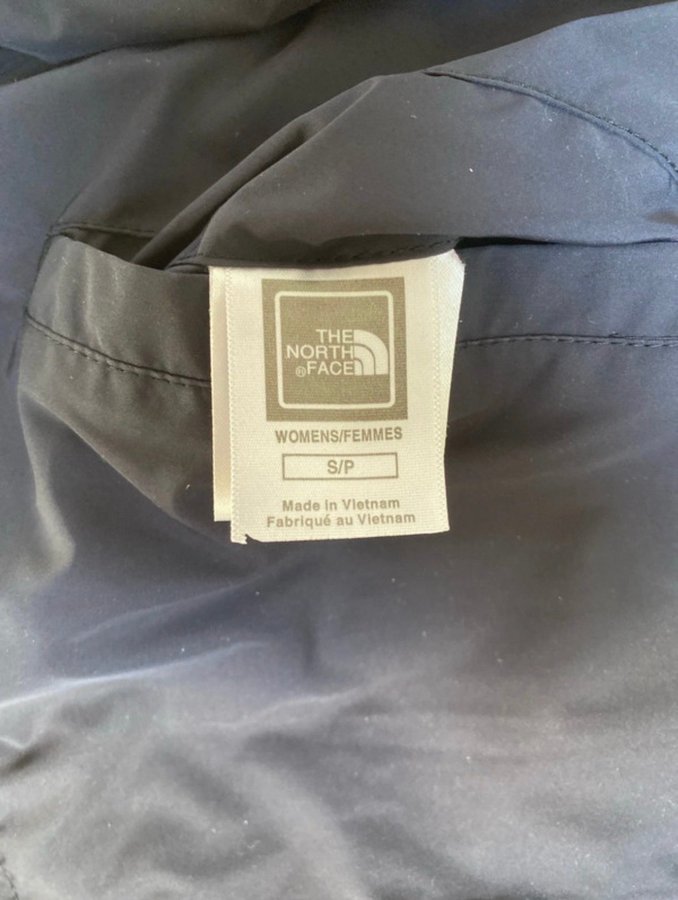 THE
NORTH
®FACE
WOMENS/FEMMES
S/P
Made in Vietnam
Fabriqué au Vietnam